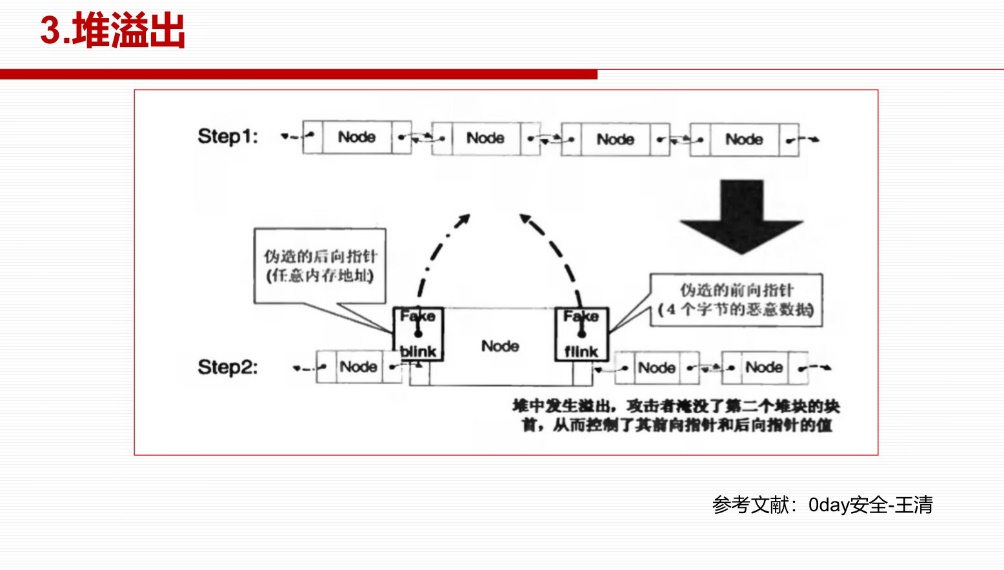 3.堆溢出
Step1:
Node
Node
Node
Node
伪造的后向指针
(任意内存地址)
伪造的前向指针
(4个字节的恶意数据)
Fake
blink
Fake
flink
Node
Step2:
Node
Node
Node
堆中发生溢出，攻击者淹没了第二个堆块的块
首，从而控制了其前向指针和后向指针的值
参考文献：0day安全-王清